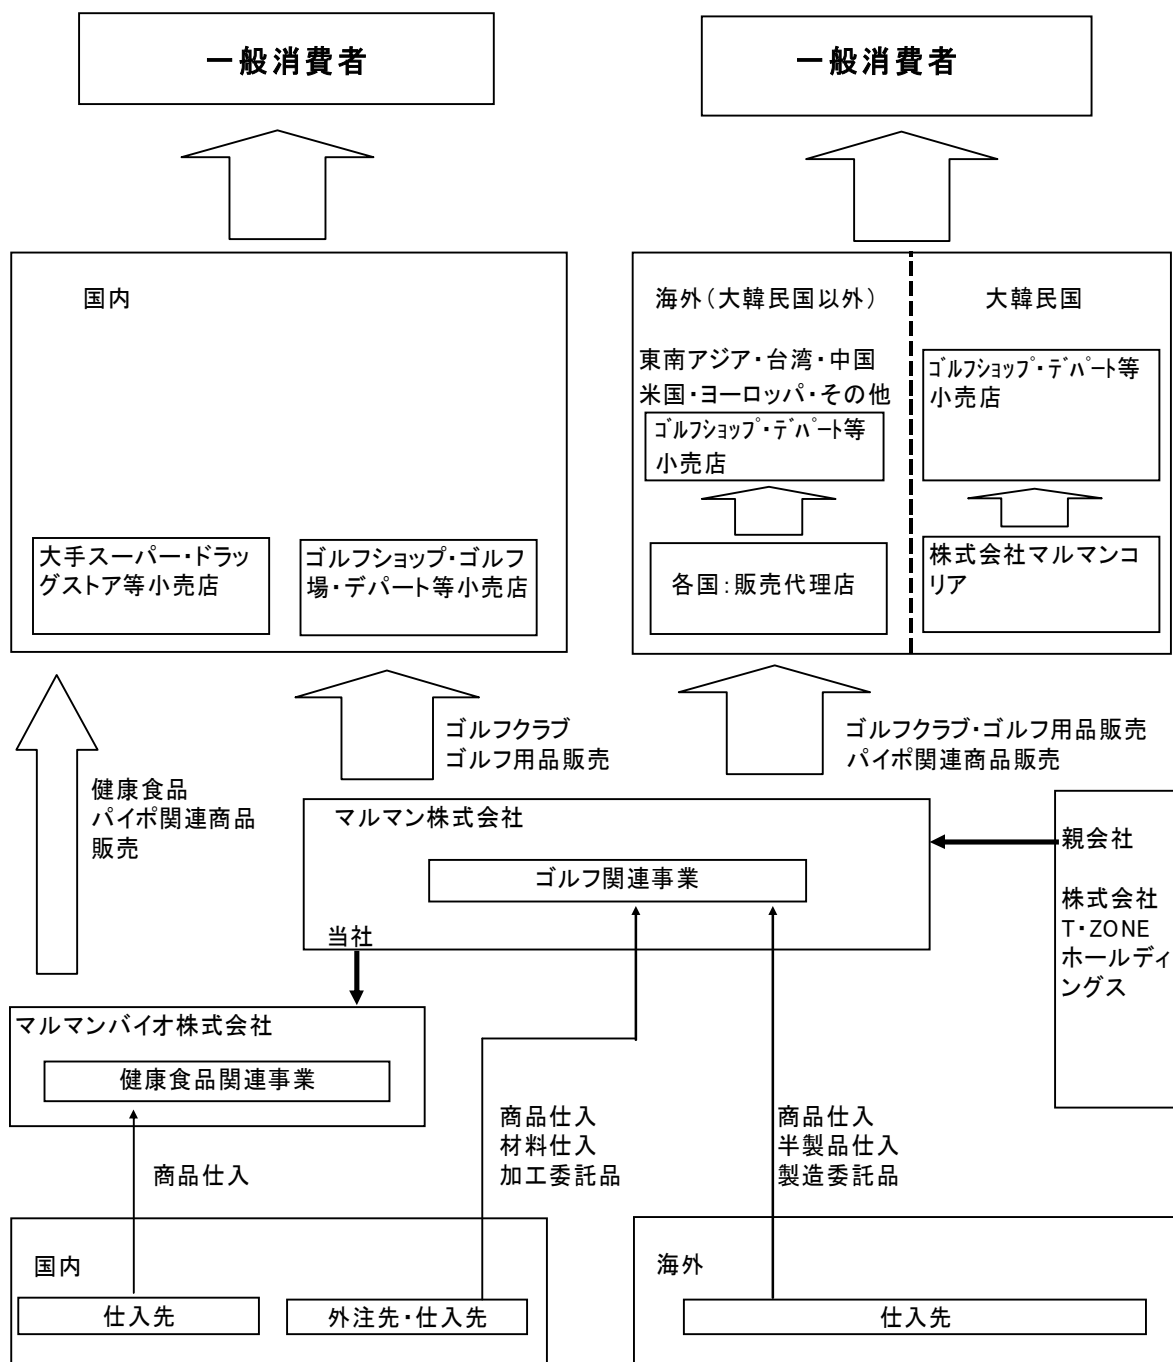 一般消費者
一般消費者
国内
海外（大韓民国以外）
大韓民国
東南アジア・台湾・中国
米国・ヨーロッパ・その他
ｺﾞﾙﾌｼｮｯﾌﾟ・ﾃﾞﾊﾟｰﾄ等
小売店
ｺﾞﾙﾌｼｮｯﾌﾟ・ﾃﾞﾊﾟｰﾄ等
小売店
大手スーパー・ドラッ
グストア等小売店
ゴルフショップ・ゴルフ
場・デパート等小売店
各国：販売代理店
株式会社マルマンコ
リア
ゴルフクラブ
ゴルフ用品販売
ゴルフクラブ・ゴルフ用品販売
パイポ関連商品販売
健康食品
パイポ関連商品
販売
マルマン株式会社
ゴルフ関連事業
当社
親会社
株式会社
T・ZONE
ホールディ
ングス
マルマンバイオ株式会社
健康食品関連事業
商品仕入
商品仕入
材料仕入
加工委託品
商品仕入
半製品仕入
製造委託品
国内
仕入先
外注先・仕入先
海外
仕入先